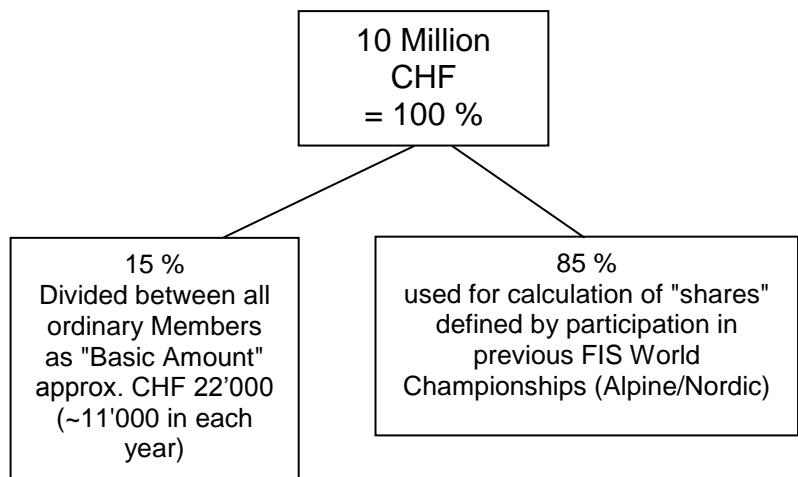 10 Million
CHF
= 100 %
15 %
Divided between all
ordinary Members
as "Basic Amount"
approx. CHF 22’000
(~11'000 in each
year)
85 %
used for calculation of "shares"
defined by participation in
previous FIS World
Championships (Alpine/Nordic)